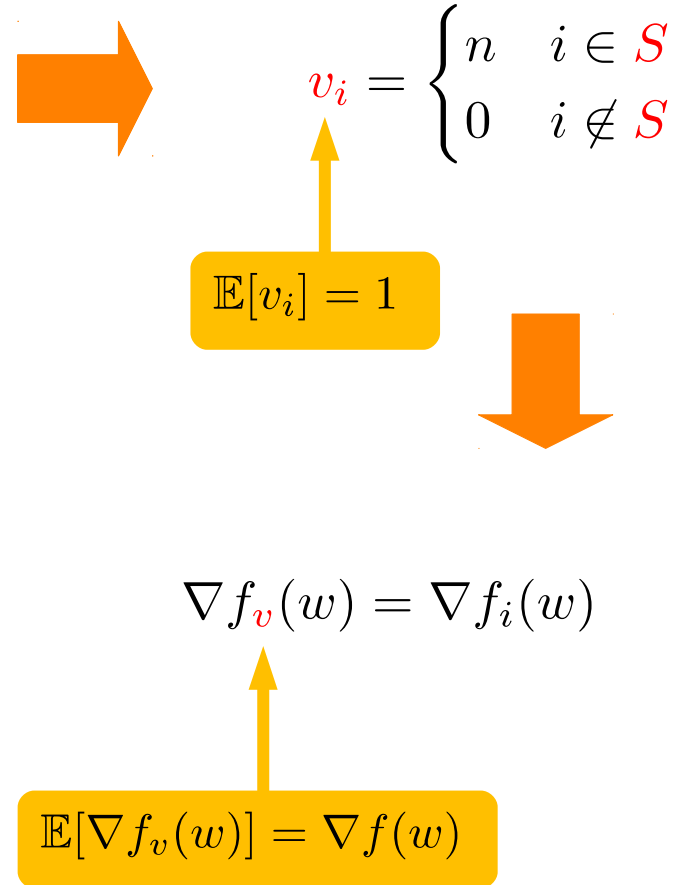 v_i = { n i ∈ S
0 i ∉ S
𝔼[v_i] = 1
∇f_v(w) = ∇f_i(w)
𝔼[∇f_v(w)] = ∇f(w)